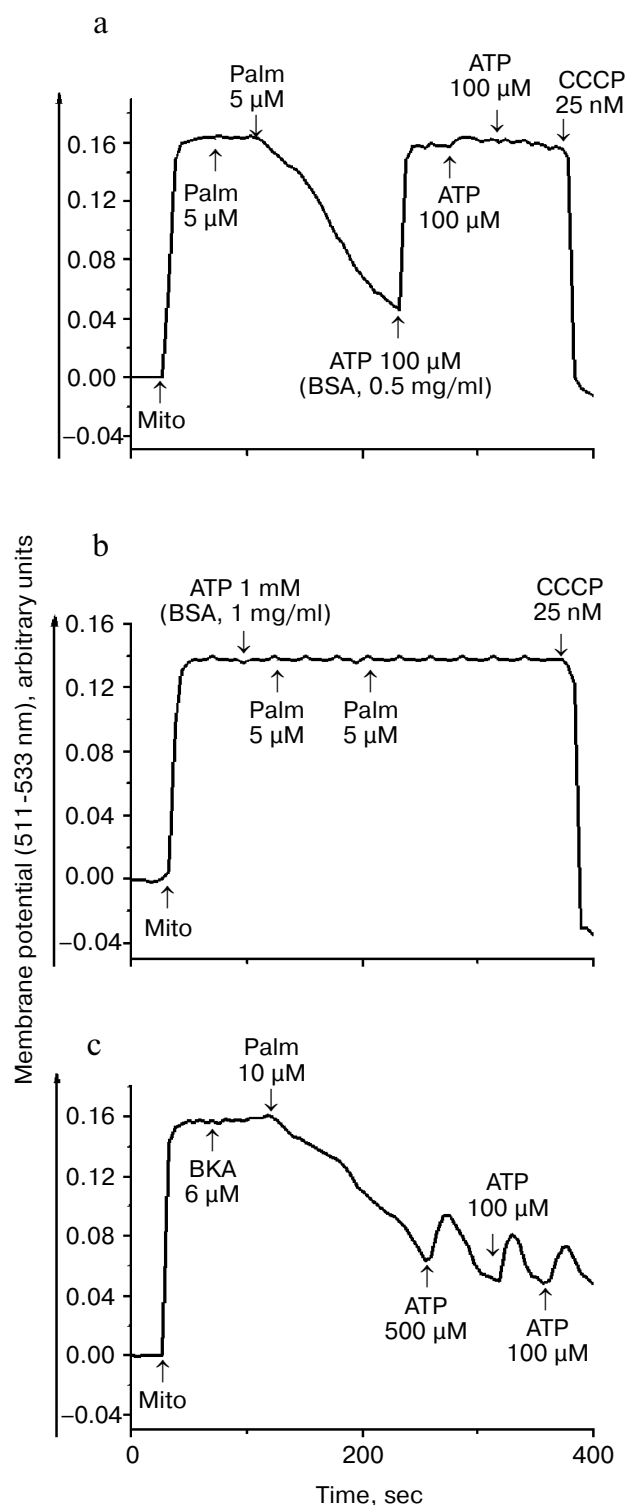 a
Palm
5 μM
ATP
100 μM
CCCP
25 nM
0.16
0.12
0.08
0.04
0.00
−0.04
Palm
5 μM
ATP
100 μM
ATP 100 μM
(BSA, 0.5 mg/ml)
Mito
b
ATP 1 mM
(BSA, 1 mg/ml)
CCCP
25 nM
0.16
0.12
0.08
0.04
0.00
−0.04
Palm
5 μM
Palm
5 μM
Mito
Membrane potential (511-533 nm), arbitrary units
c
Palm
10 μM
0.16
0.12
0.08
0.04
0.00
−0.04
BKA
6 μM
ATP
100 μM
ATP
500 μM
ATP
100 μM
Mito
0
200
400
Time, sec